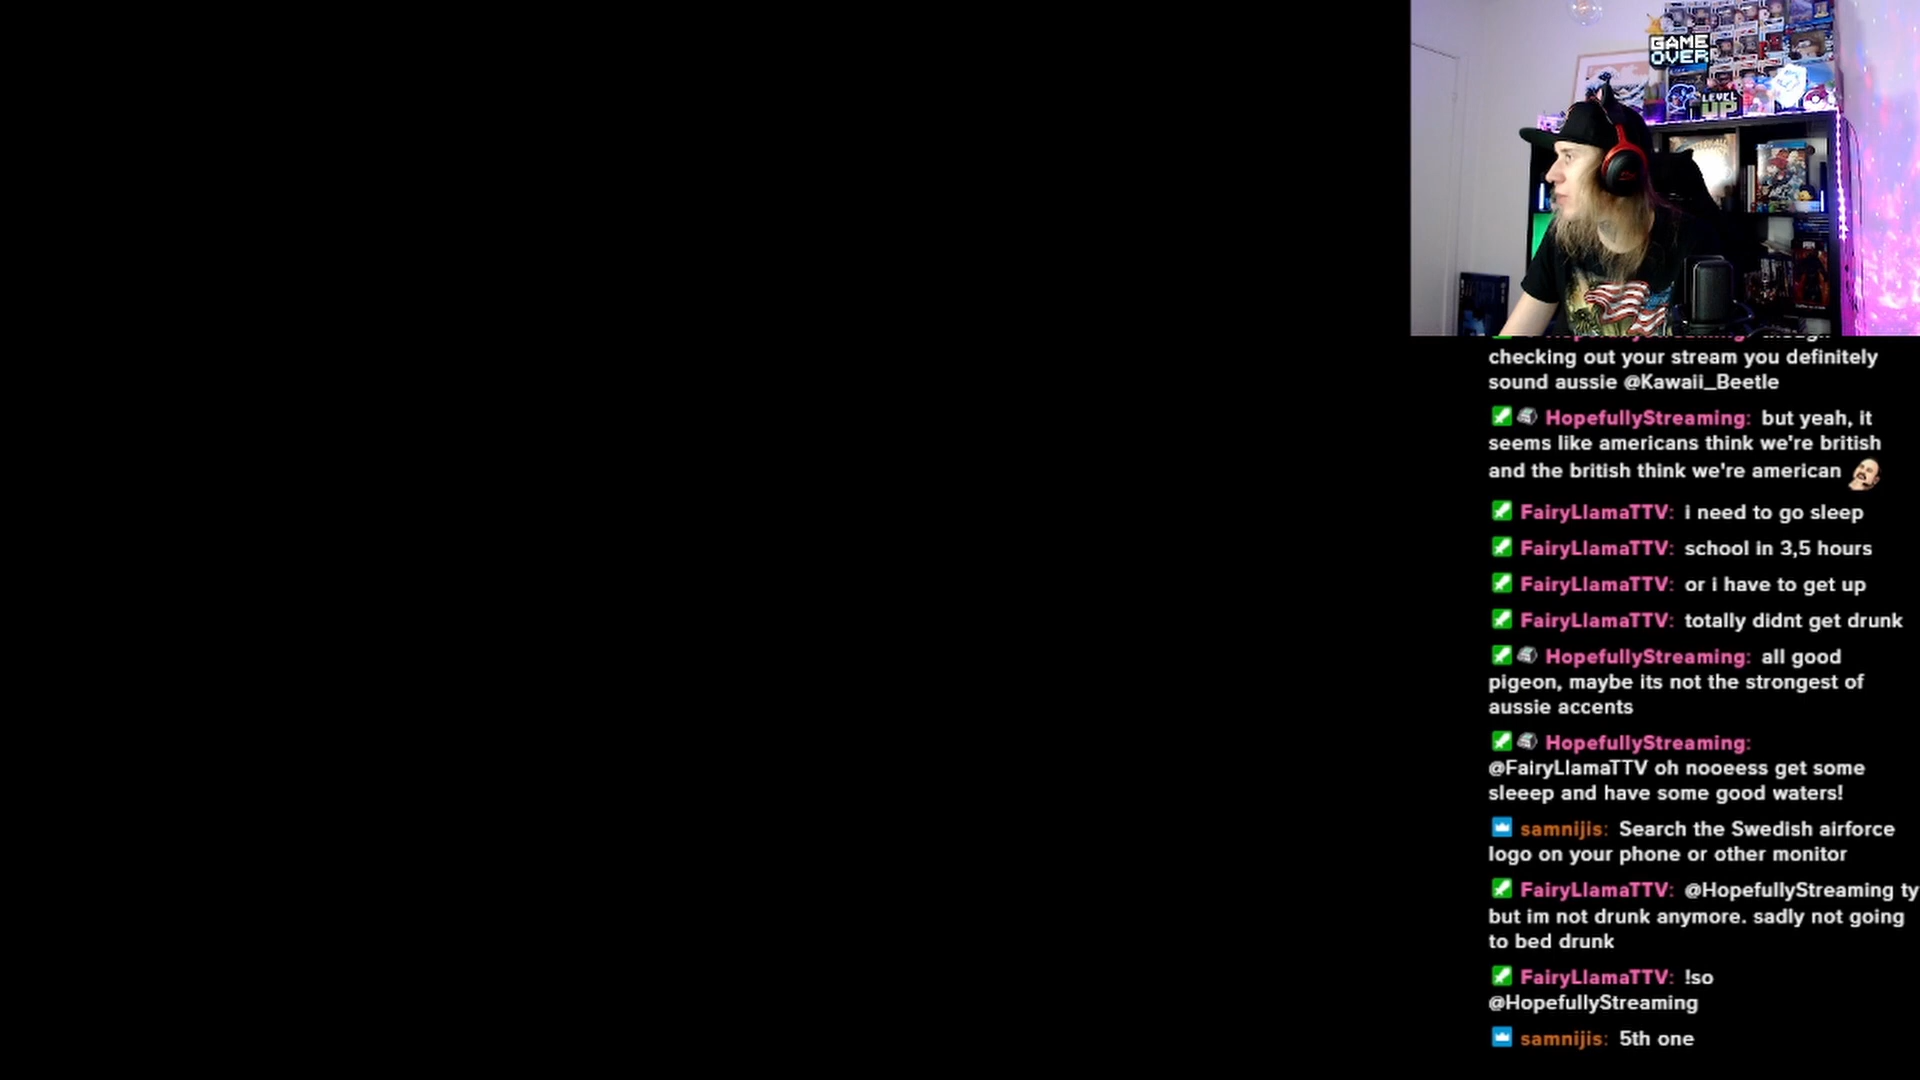 GAME
OVER
LEVEL
UP
checking out your stream you definitely
sound aussie @Kawaii_Beetle
HopefullyStreaming: but yeah, it
seems like americans think we're british
and the british think we're american
FairyLlamaTTV: i need to go sleep
FairyLlamaTTV: school in 3,5 hours
FairyLlamaTTV: or i have to get up
FairyLlamaTTV: totally didnt get drunk
HopefullyStreaming: all good
pigeon, maybe its not the strongest of
aussie accents
HopefullyStreaming:
@FairyLlamaTTV oh nooeess get some
sleeep and have some good waters!
samnijis: Search the Swedish airforce
logo on your phone or other monitor
FairyLlamaTTV: @HopefullyStreaming ty
but im not drunk anymore. sadly not going
to bed drunk
FairyLlamaTTV: !so
@HopefullyStreaming
samnijis: 5th one